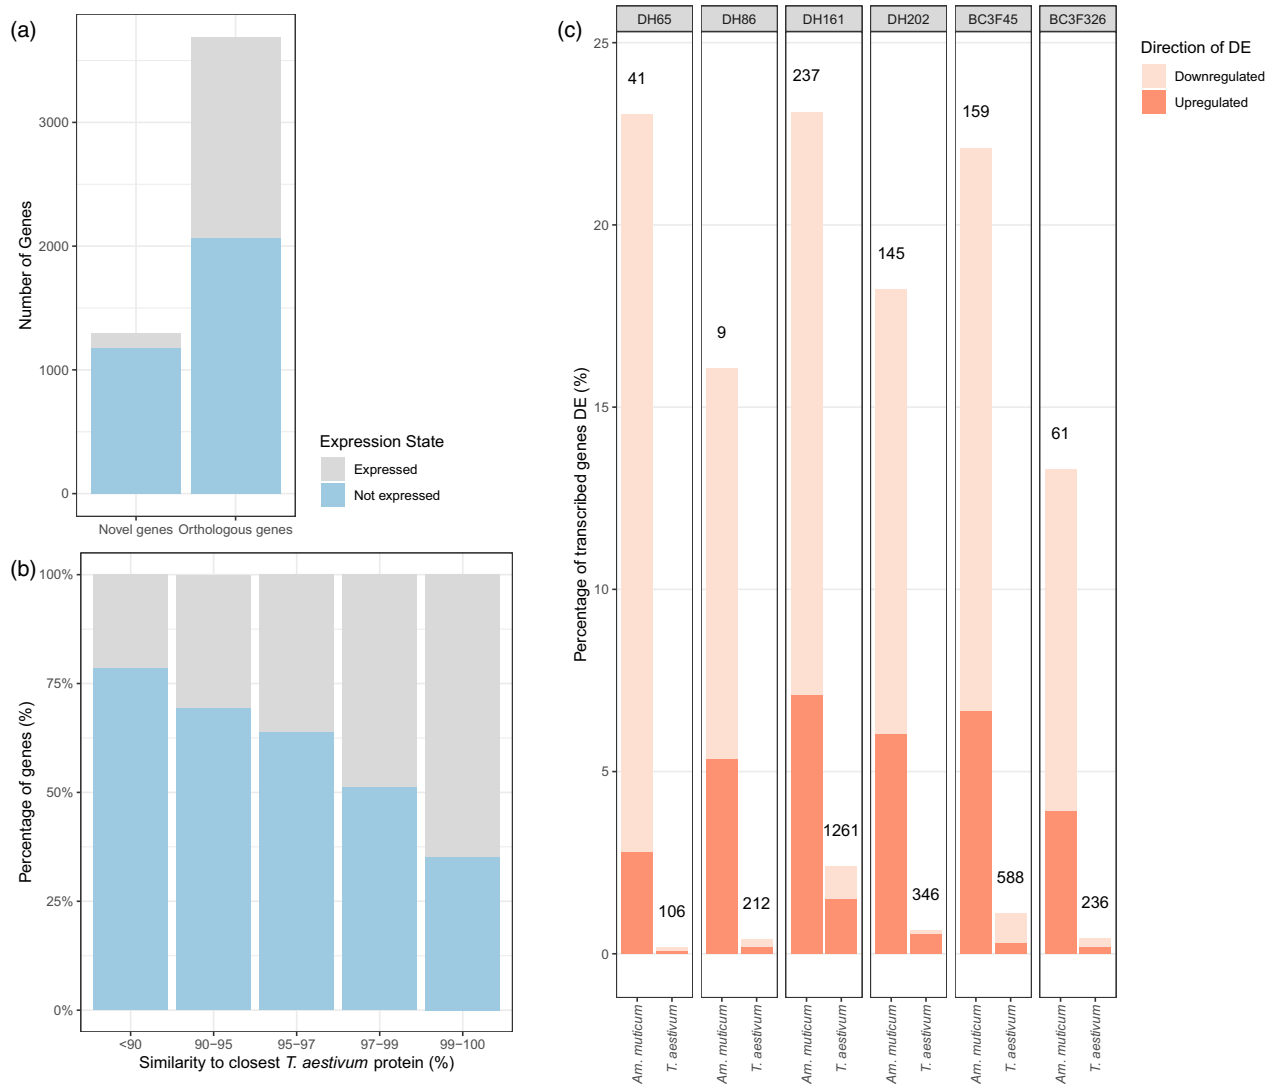 (a)
Number of Genes
3000
2000
1000
0
Novel genes
Orthologous genes
Expression State
Expressed
Not expressed
(b)
Percentage of genes (%)
100%
75%
50%
25%
0%
<90
90−95
95−97
97−99
99−100
Similarity to closest T. aestivum protein (%)
(c)
Percentage of transcribed genes DE (%)
25
20
15
10
5
0
DH65
DH86
DH161
DH202
BC3F45
BC3F326
41
106
9
212
237
1261
145
346
159
588
61
236
Am. muticum
T. aestivum
Am. muticum
T. aestivum
Am. muticum
T. aestivum
Am. muticum
T. aestivum
Am. muticum
T. aestivum
Am. muticum
T. aestivum
Direction of DE
Downregulated
Upregulated